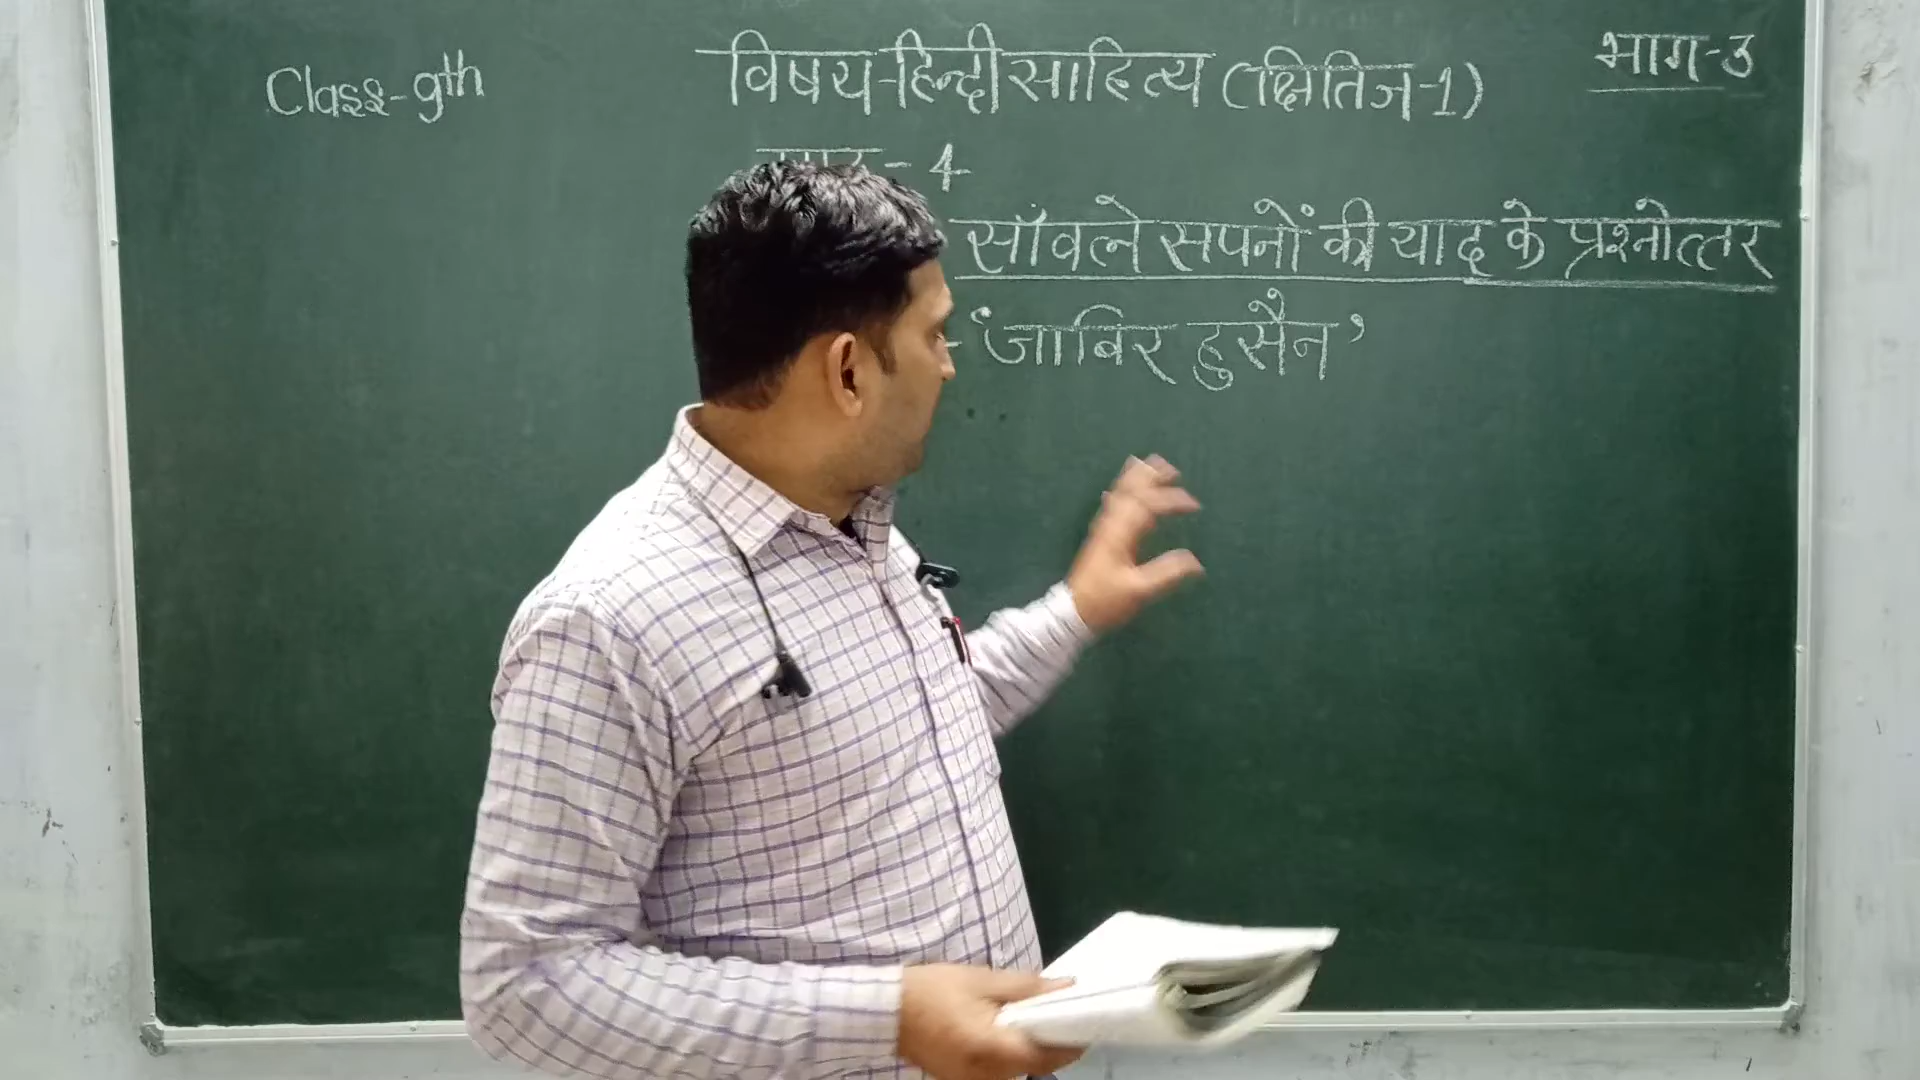 Class-9th
विषय-हिन्दी साहित्य (क्षितिज-1)
भाग-3
- 4
साँवले सपनों की याद के प्रश्नोत्तर
- 'जाबिर हुसैन'